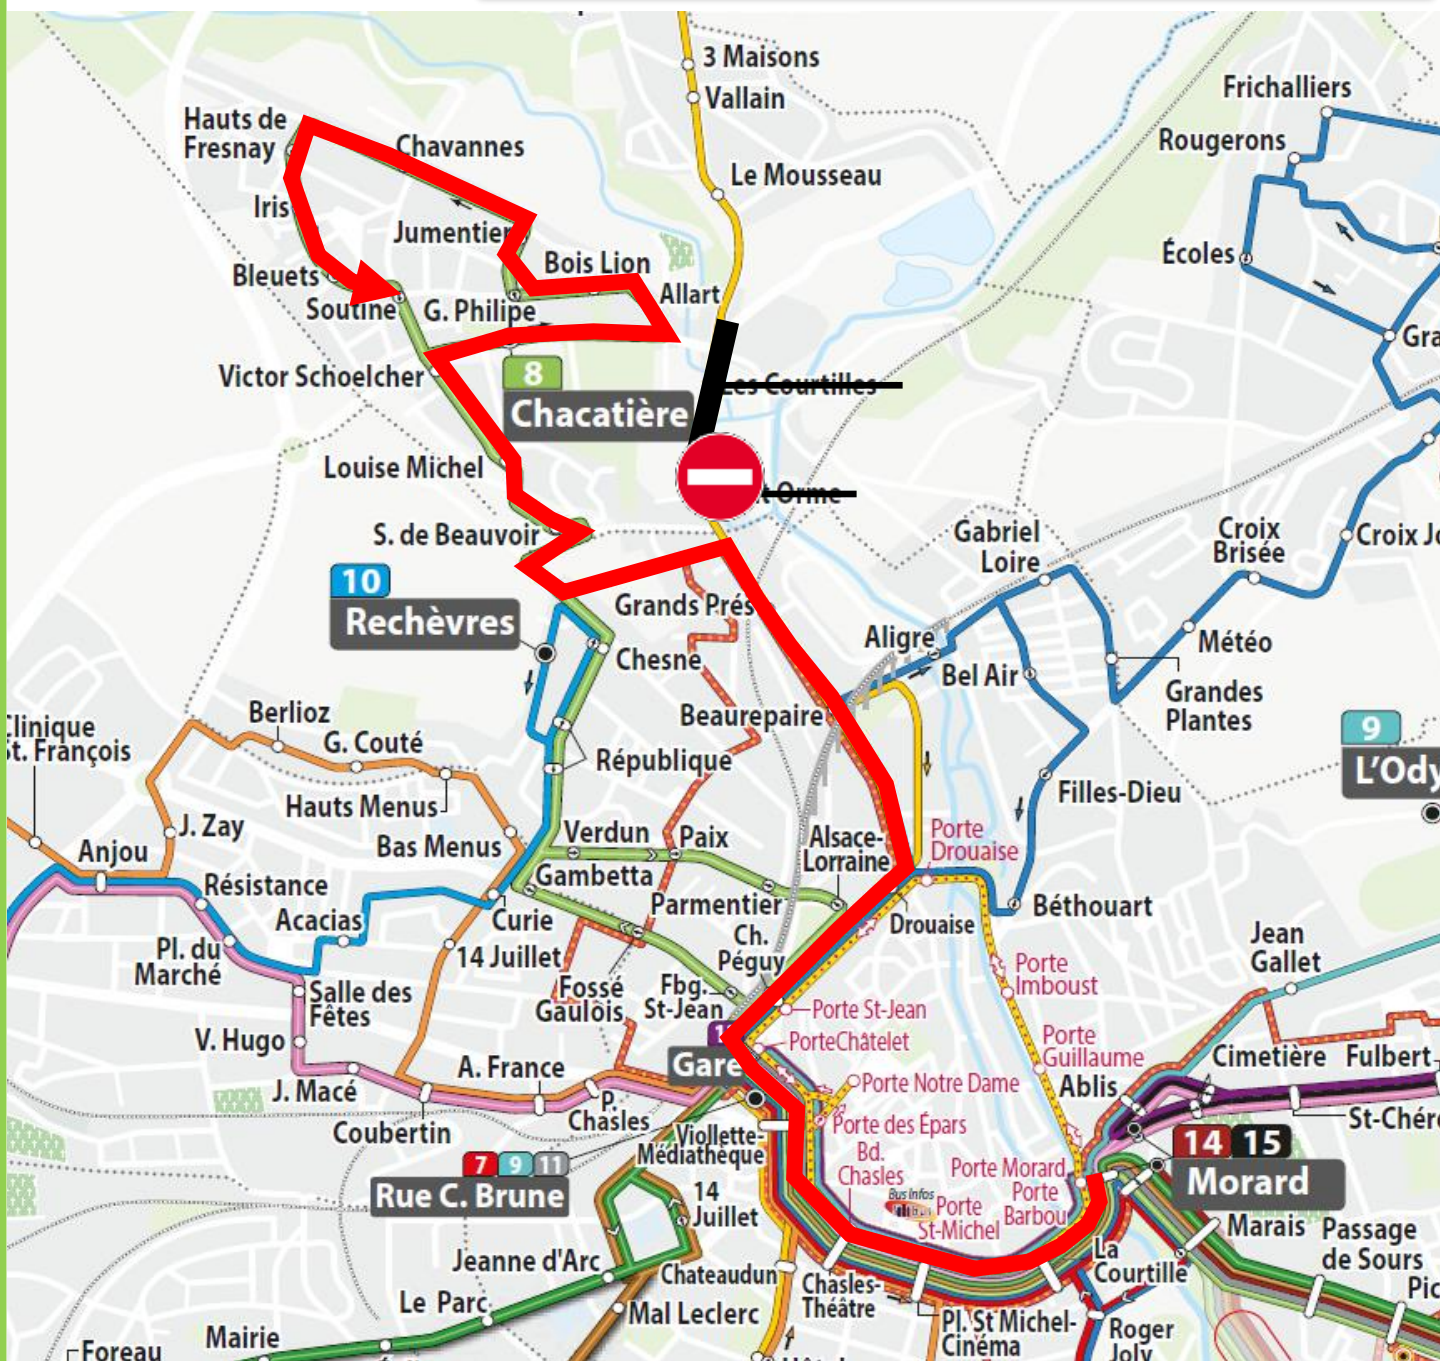 3 Maisons
Vallain
Frichalliers
Hauts de
Fresnay
Chavannes
Rougerons
Le Mousseau
Iris
Jumentier
Écoles
Bois Lion
Bleuets
Allart
Soutine
G. Philipe
Gra
Victor Schoelcher
8
Les Courtilles
Chacatière
Louise Michel
t Orme
S. de Beauvoir
Gabriel
Loire
Croix
Brisée
Croix Jo
10
Rechèvres
Grands Prés
Aligre
Météo
Chesne
Bel Air
Grandes
Plantes
Clinique
St. François
Berlioz
Beaurepaire
9
L'Ody
G. Couté
République
Hauts Menus
Filles-Dieu
J. Zay
Anjou
Bas Menus
Verdun
Paix
Alsace-
Lorraine
Porte
Drouaise
Gambetta
Résistance
Acacias
Curie
Parmentier
Drouaise
Béthouart
Pl. du
Marché
14 Juillet
Ch.
Péguy
Jean
Gallet
Salle des
Fêtes
Fossé
Gaulois
Fbg.
St-Jean
Porte
Imboust
Porte St-Jean
V. Hugo
PorteChâtelet
Porte
Guillaume
Gare
Cimetière
Fulbert
J. Macé
A. France
Porte Notre Dame
Ablis
P.
Chasles
Porte des Épars
St-Chéro
Coubertin
Viollette-
Médiathèque
Bd.
Chasles
14 15
Morard
7 9 11
Rue C. Brune
Porte Morard
Porte
Barbou
Bus Infos
Porte
St-Michel
14
Juillet
Marais
Passage
de Sours
Jeanne d'Arc
Chateaudun
Chasles-
Théâtre
La
Courtille
Le Parc
Mal Leclerc
Pic
Pl. St Michel-
Cinéma
Roger
Joly
Mairie
Foreau